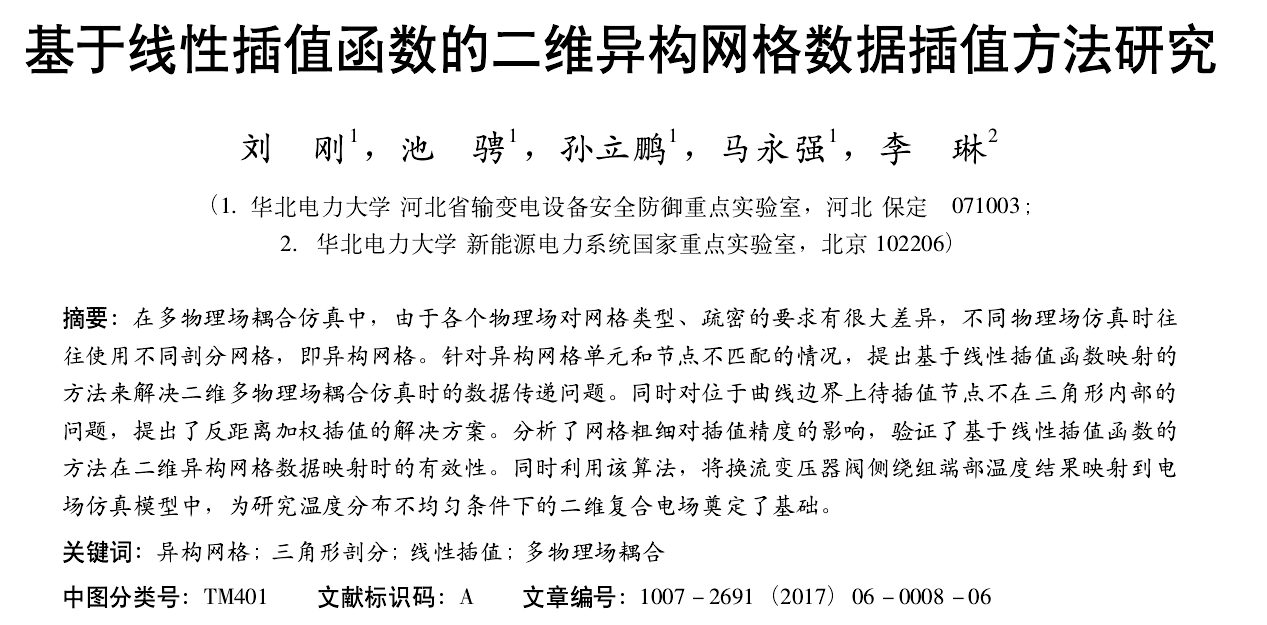 基于线性插值函数的二维异构网格数据插值方法研究
刘 刚1，池 骋1，孙立鹏1，马永强1，李 琳2
（1. 华北电力大学 河北省输变电设备安全防御重点实验室，河北 保定 071003；
2. 华北电力大学 新能源电力系统国家重点实验室，北京 102206）
摘要：在多物理场耦合仿真中，由于各个物理场对网格类型、疏密的要求有很大差异，不同物理场仿真时往
往使用不同剖分网格，即异构网格。针对异构网格单元和节点不匹配的情况，提出基于线性插值函数映射的
方法来解决二维多物理场耦合仿真时的数据传递问题。同时对位于曲线边界上待插值节点不在三角形内部的
问题，提出了反距离加权插值的解决方案。分析了网格粗细对插值精度的影响，验证了基于线性插值函数的
方法在二维异构网格数据映射时的有效性。同时利用该算法，将换流变压器阀侧绕组端部温度结果映射到电
场仿真模型中，为研究温度分布不均匀条件下的二维复合电场奠定了基础。
关键词：异构网格；三角形剖分；线性插值；多物理场耦合
中图分类号：TM401 文献标识码：A 文章编号：1007－2691（2017）06－0008－06